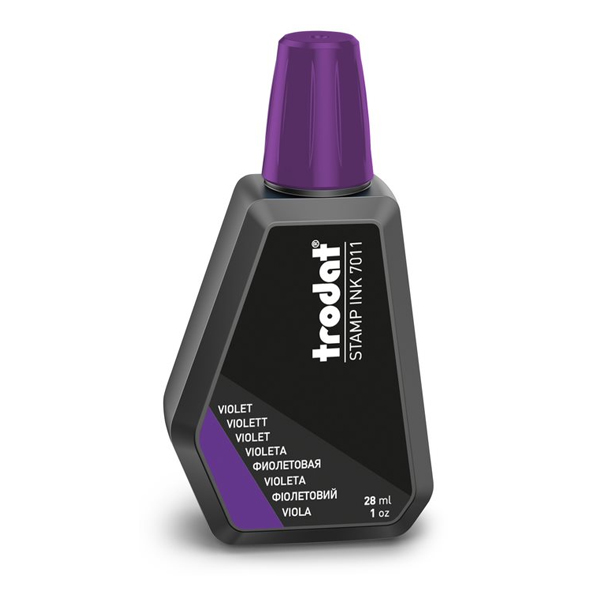 trodat®
STAMP INK 7011
VIOLET
VIOLETT
VIOLET
VIOLETA
ФИОЛЕТОВАЯ
VIOLETA
ФІОЛЕТОВИЙ
VIOLA
28 ml
1 oz